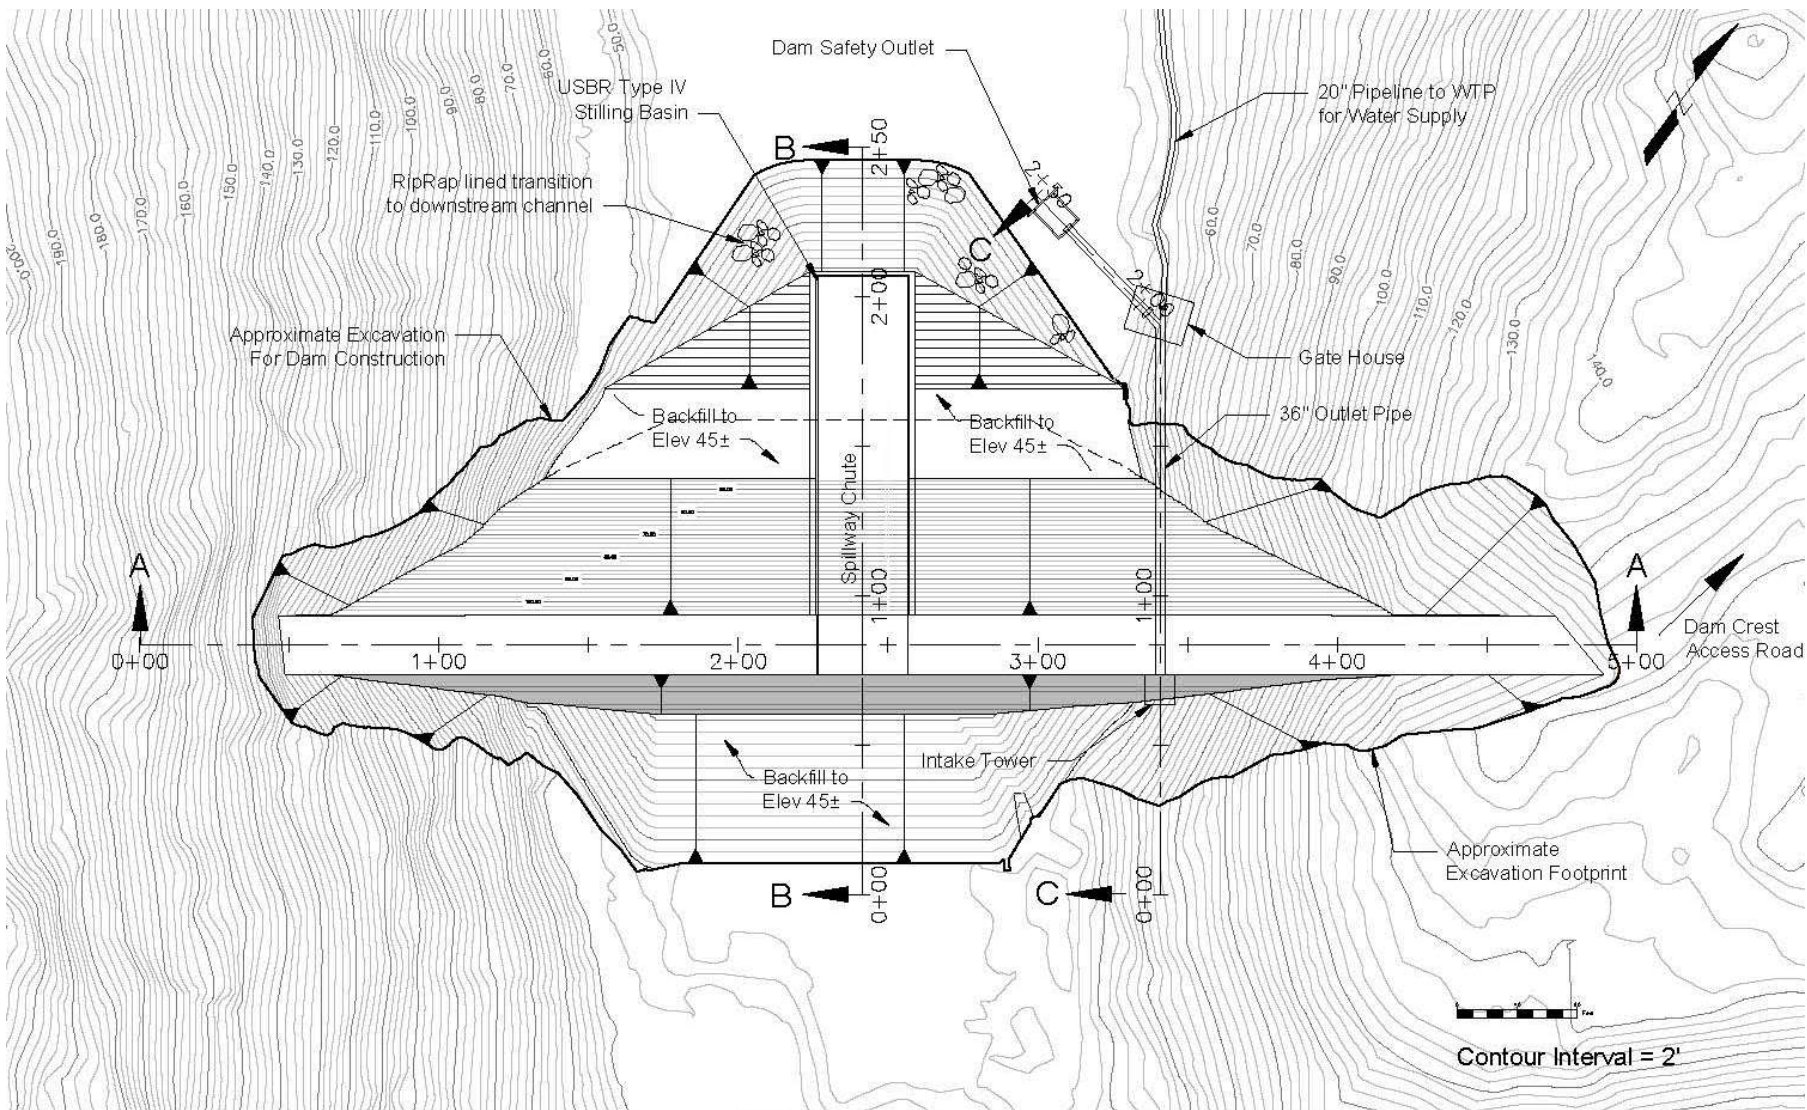 Dam Safety Outlet
USBR Type IV
Stilling Basin
20" Pipeline to WTP
for Water Supply
RipRap lined transition
to downstream channel
Approximate Excavation
For Dam Construction
Gate House
36" Outlet Pipe
Backfill to
Elev 45±
Backfill to
Elev 45±
Spillway Chute
B
2+50
2+00
1+00
0+00
B
C
2+50
2+00
1+00
0+00
C
A
A
0+00
1+00
2+00
3+00
4+00
5+00
Dam Crest
Access Road
Intake Tower
Backfill to
Elev 45±
Approximate
Excavation Footprint
200.0
190.0
180.0
170.0
160.0
150.0
140.0
130.0
120.0
110.0
100.0
90.0
80.0
70.0
60.0
50.0
60.0
70.0
80.0
90.0
100.0
110.0
120.0
130.0
140.0
Contour Interval = 2'